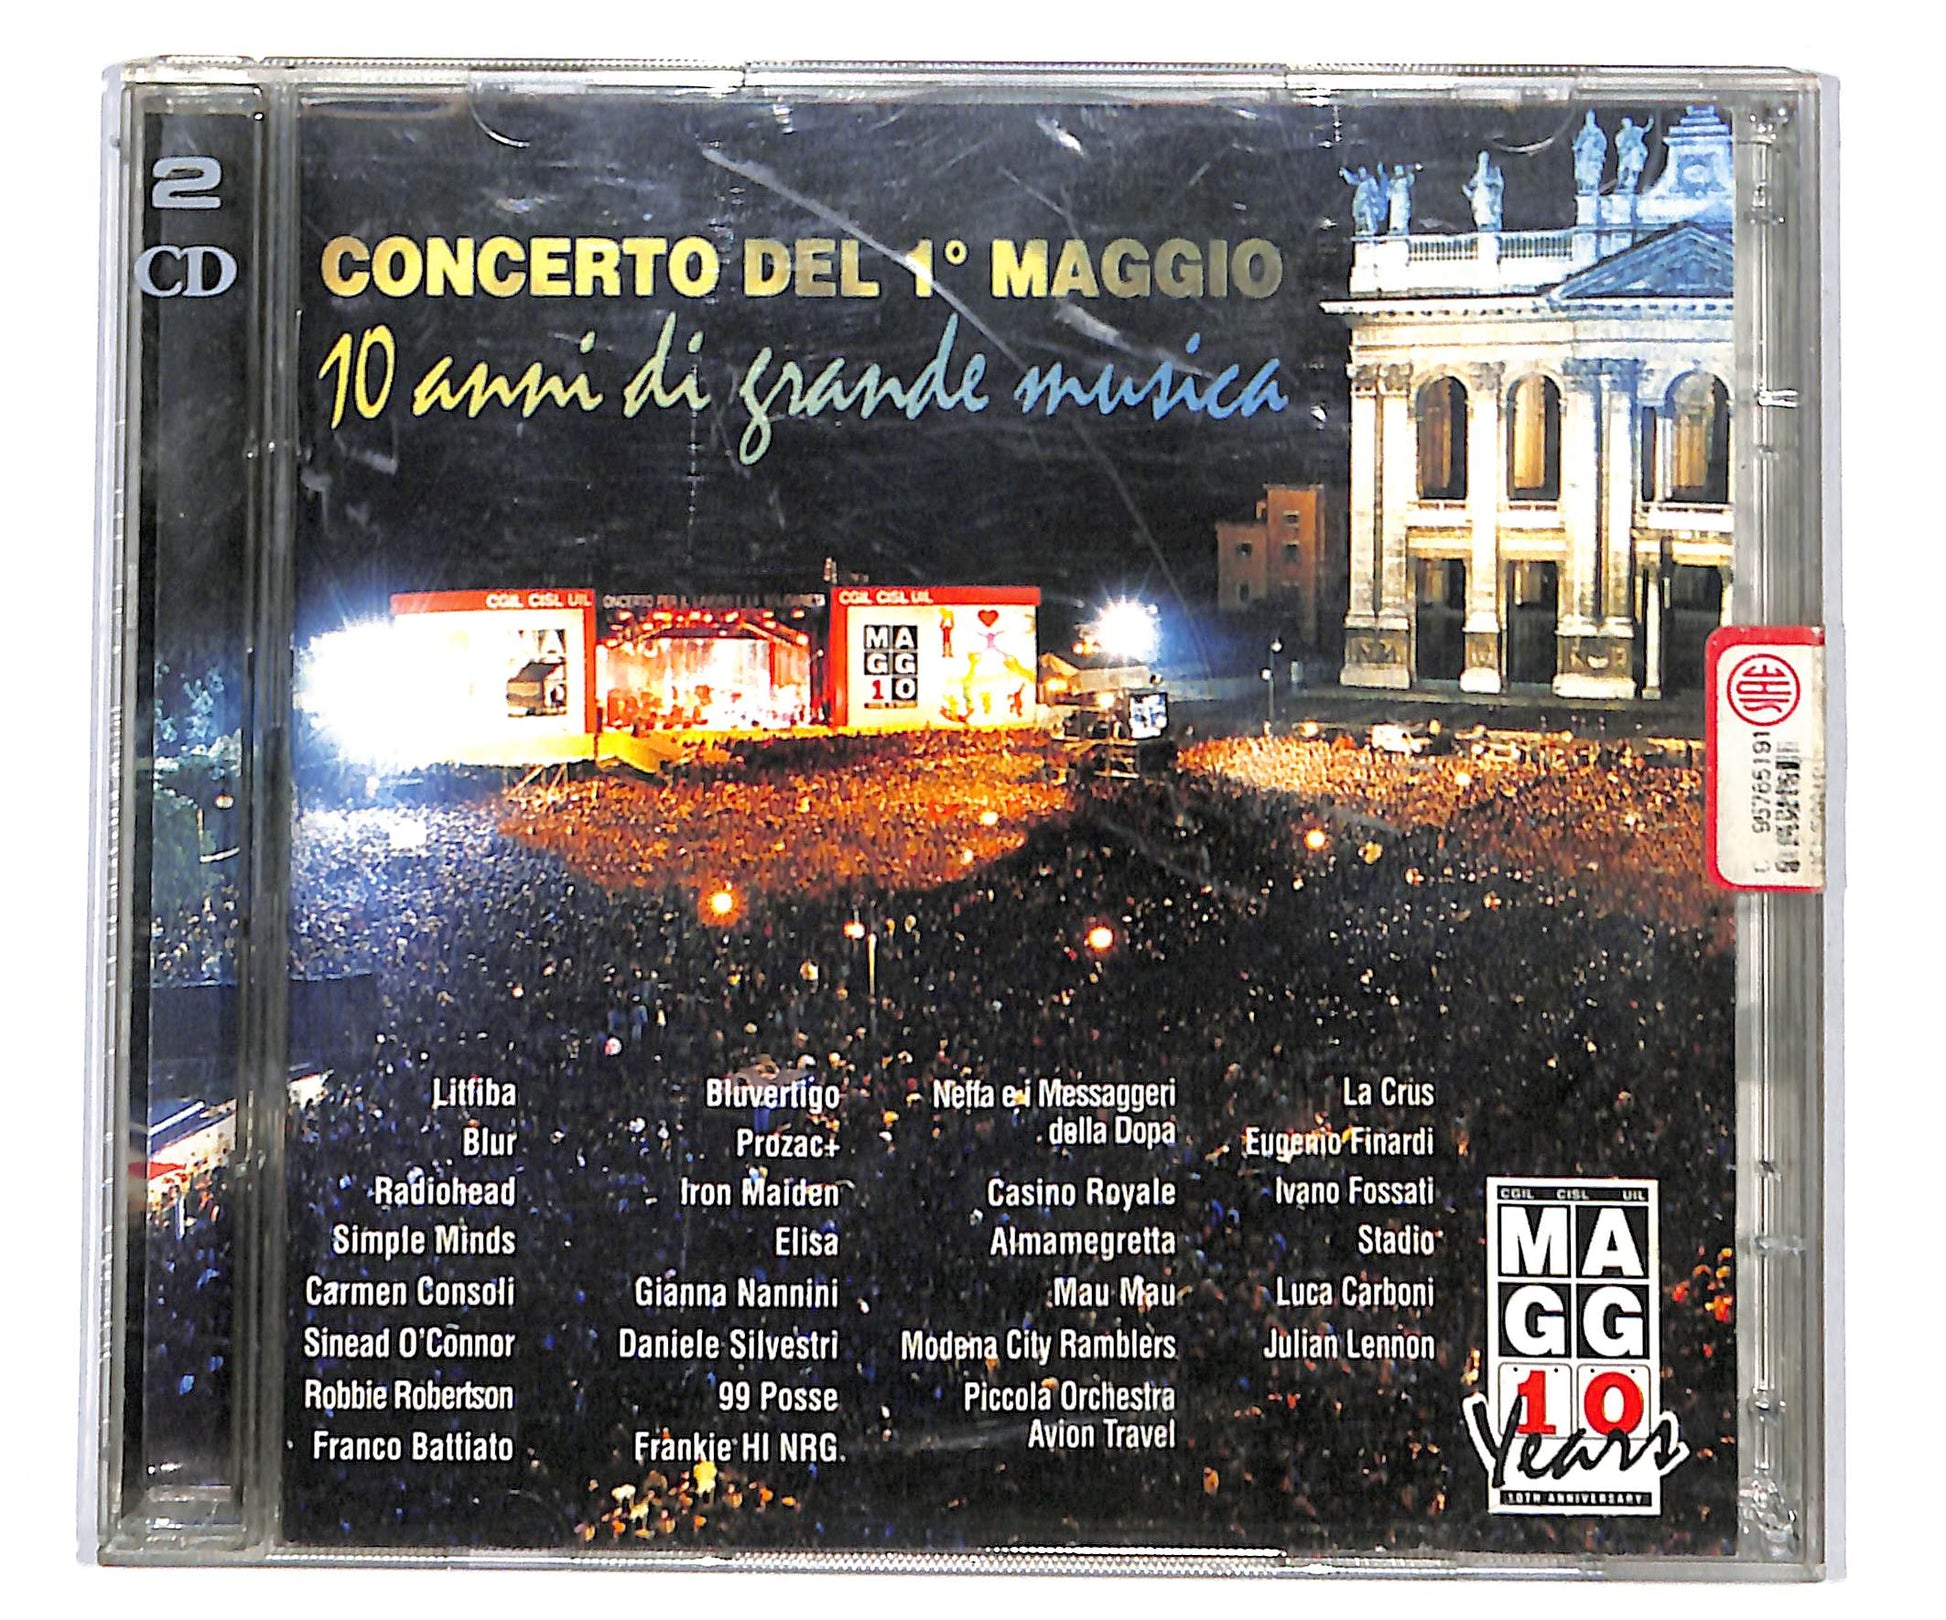 2
CD
CONCERTO DEL 1° MAGGIO
10 anni di grande musica
CGIL CISL UIL
CGIL CISL UIL
MA
GG
10
SIAE
95765191
Litfiba
Blur
Radiohead
Simple Minds
Carmen Consoli
Sinead O'Connor
Robbie Robertson
Franco Battiato
Bluvertigo
Prozac+
Iron Maiden
Elisa
Gianna Nannini
Daniele Silvestri
99 Posse
Frankie HI NRG
Neffa e i Messaggeri
della Dopa
Casino Royale
Almamegretta
Mau Mau
Modena City Ramblers
Piccola Orchestra
Avion Travel
La Crus
Eugenio Finardi
Ivano Fossati
Stadio
Luca Carboni
Julian Lennon
CGIL CISL UIL
MA
GG
10
Years
10TH ANNIVERSARY